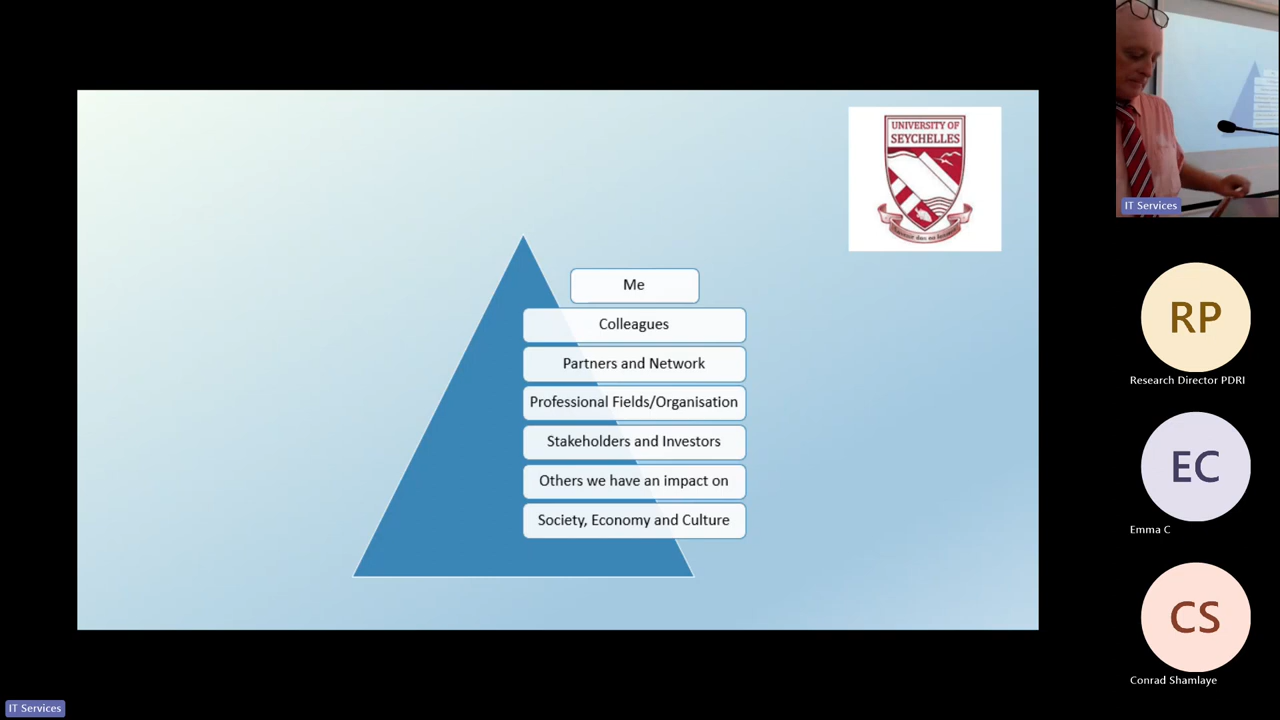 UNIVERSITY OF
SEYCHELLES
Me
Colleagues
Partners and Network
Professional Fields/Organisation
Stakeholders and Investors
Others we have an impact on
Society, Economy and Culture
IT Services
RP
Research Director PDRI
EC
Emma C
CS
Conrad Shamlaye
IT Services